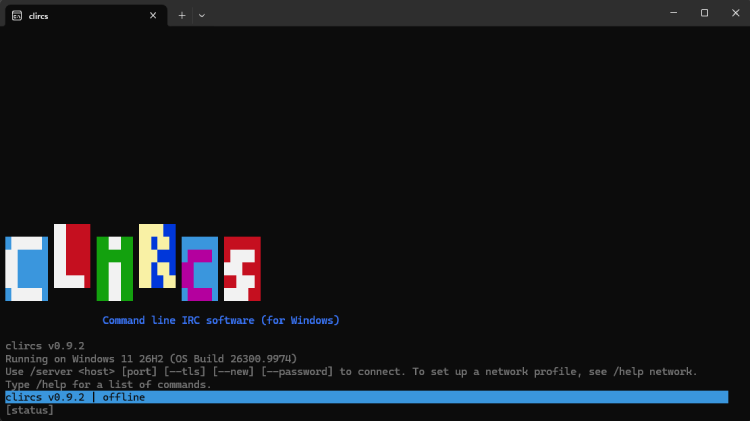 clircs
CLIRCS
Command line IRC software (for Windows)
clircs v0.9.2
Running on Windows 11 26H2 (OS Build 26300.9974)
Use /server <host> [port] [--tls] [--new] [--password] to connect. To set up a network profile, see /help network.
Type /help for a list of commands.
clircs v0.9.2 | offline
[status]